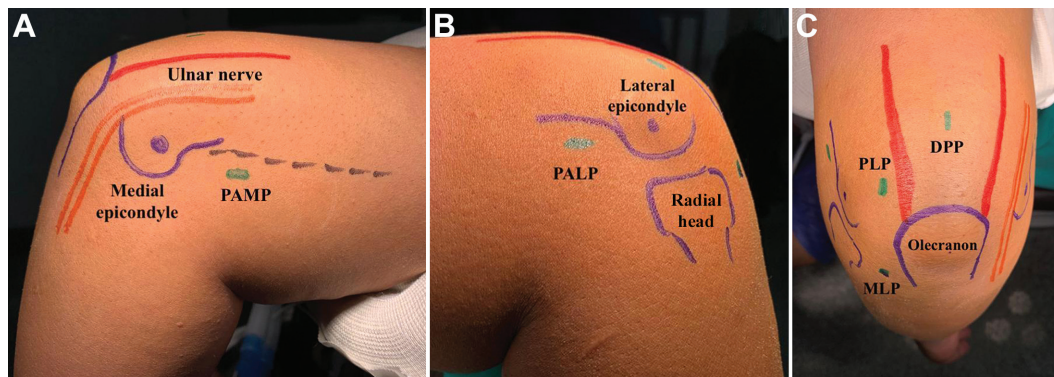 A
Ulnar nerve
Medial
epicondyle
PAMP
B
Lateral
epicondyle
PALP
Radial
head
C
DPP
PLP
Olecranon
MLP